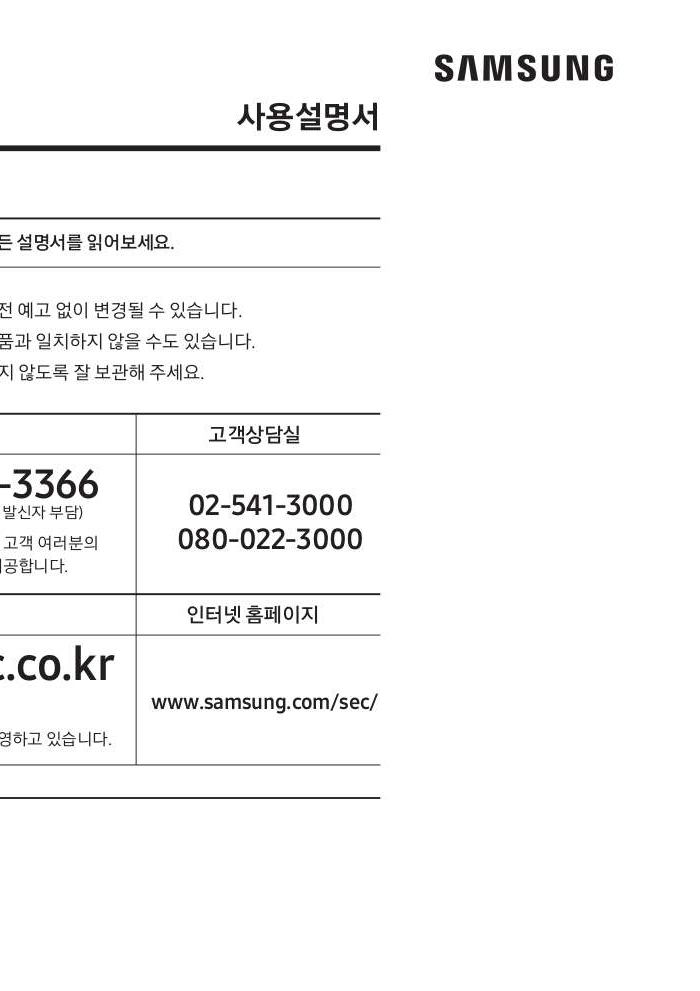 SAMSUNG
사용설명서
든 설명서를 읽어보세요.
전 예고 없이 변경될 수 있습니다.
품과 일치하지 않을 수도 있습니다.
지 않도록 잘 보관해 주세요.
고객상담실
-3366
발신자 부담)
고객 여러분의
공합니다.
02-541-3000
080-022-3000
인터넷 홈페이지
c.co.kr
영하고 있습니다.
www.samsung.com/sec/